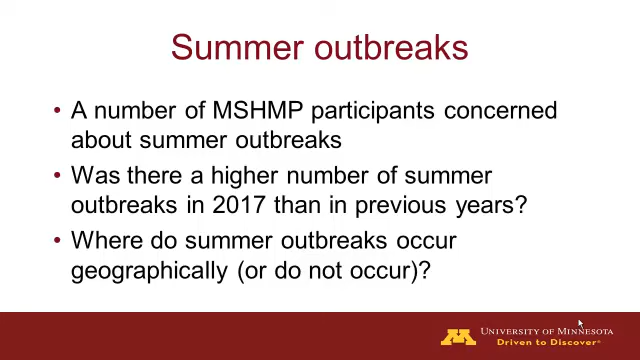 Summer outbreaks
• A number of MSHMP participants concerned
about summer outbreaks
• Was there a higher number of summer
outbreaks in 2017 than in previous years?
• Where do summer outbreaks occur
geographically (or do not occur)?
M
UNIVERSITY OF MINNESOTA
Driven to Discover®